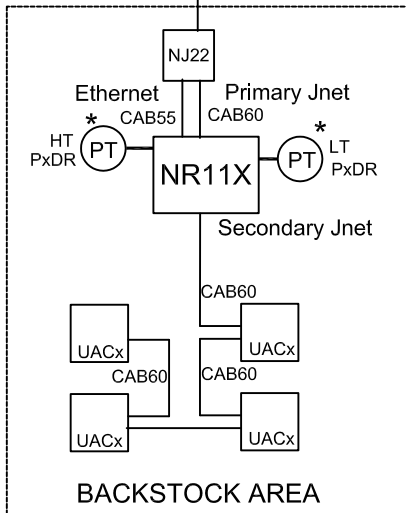 NJ22
Ethernet
Primary Jnet
CAB55
CAB60
*
*
HT
PxDR
PT
NR11X
PT
LT
PxDR
Secondary Jnet
CAB60
UACx
UACx
CAB60
CAB60
UACx
UACx
BACKSTOCK AREA